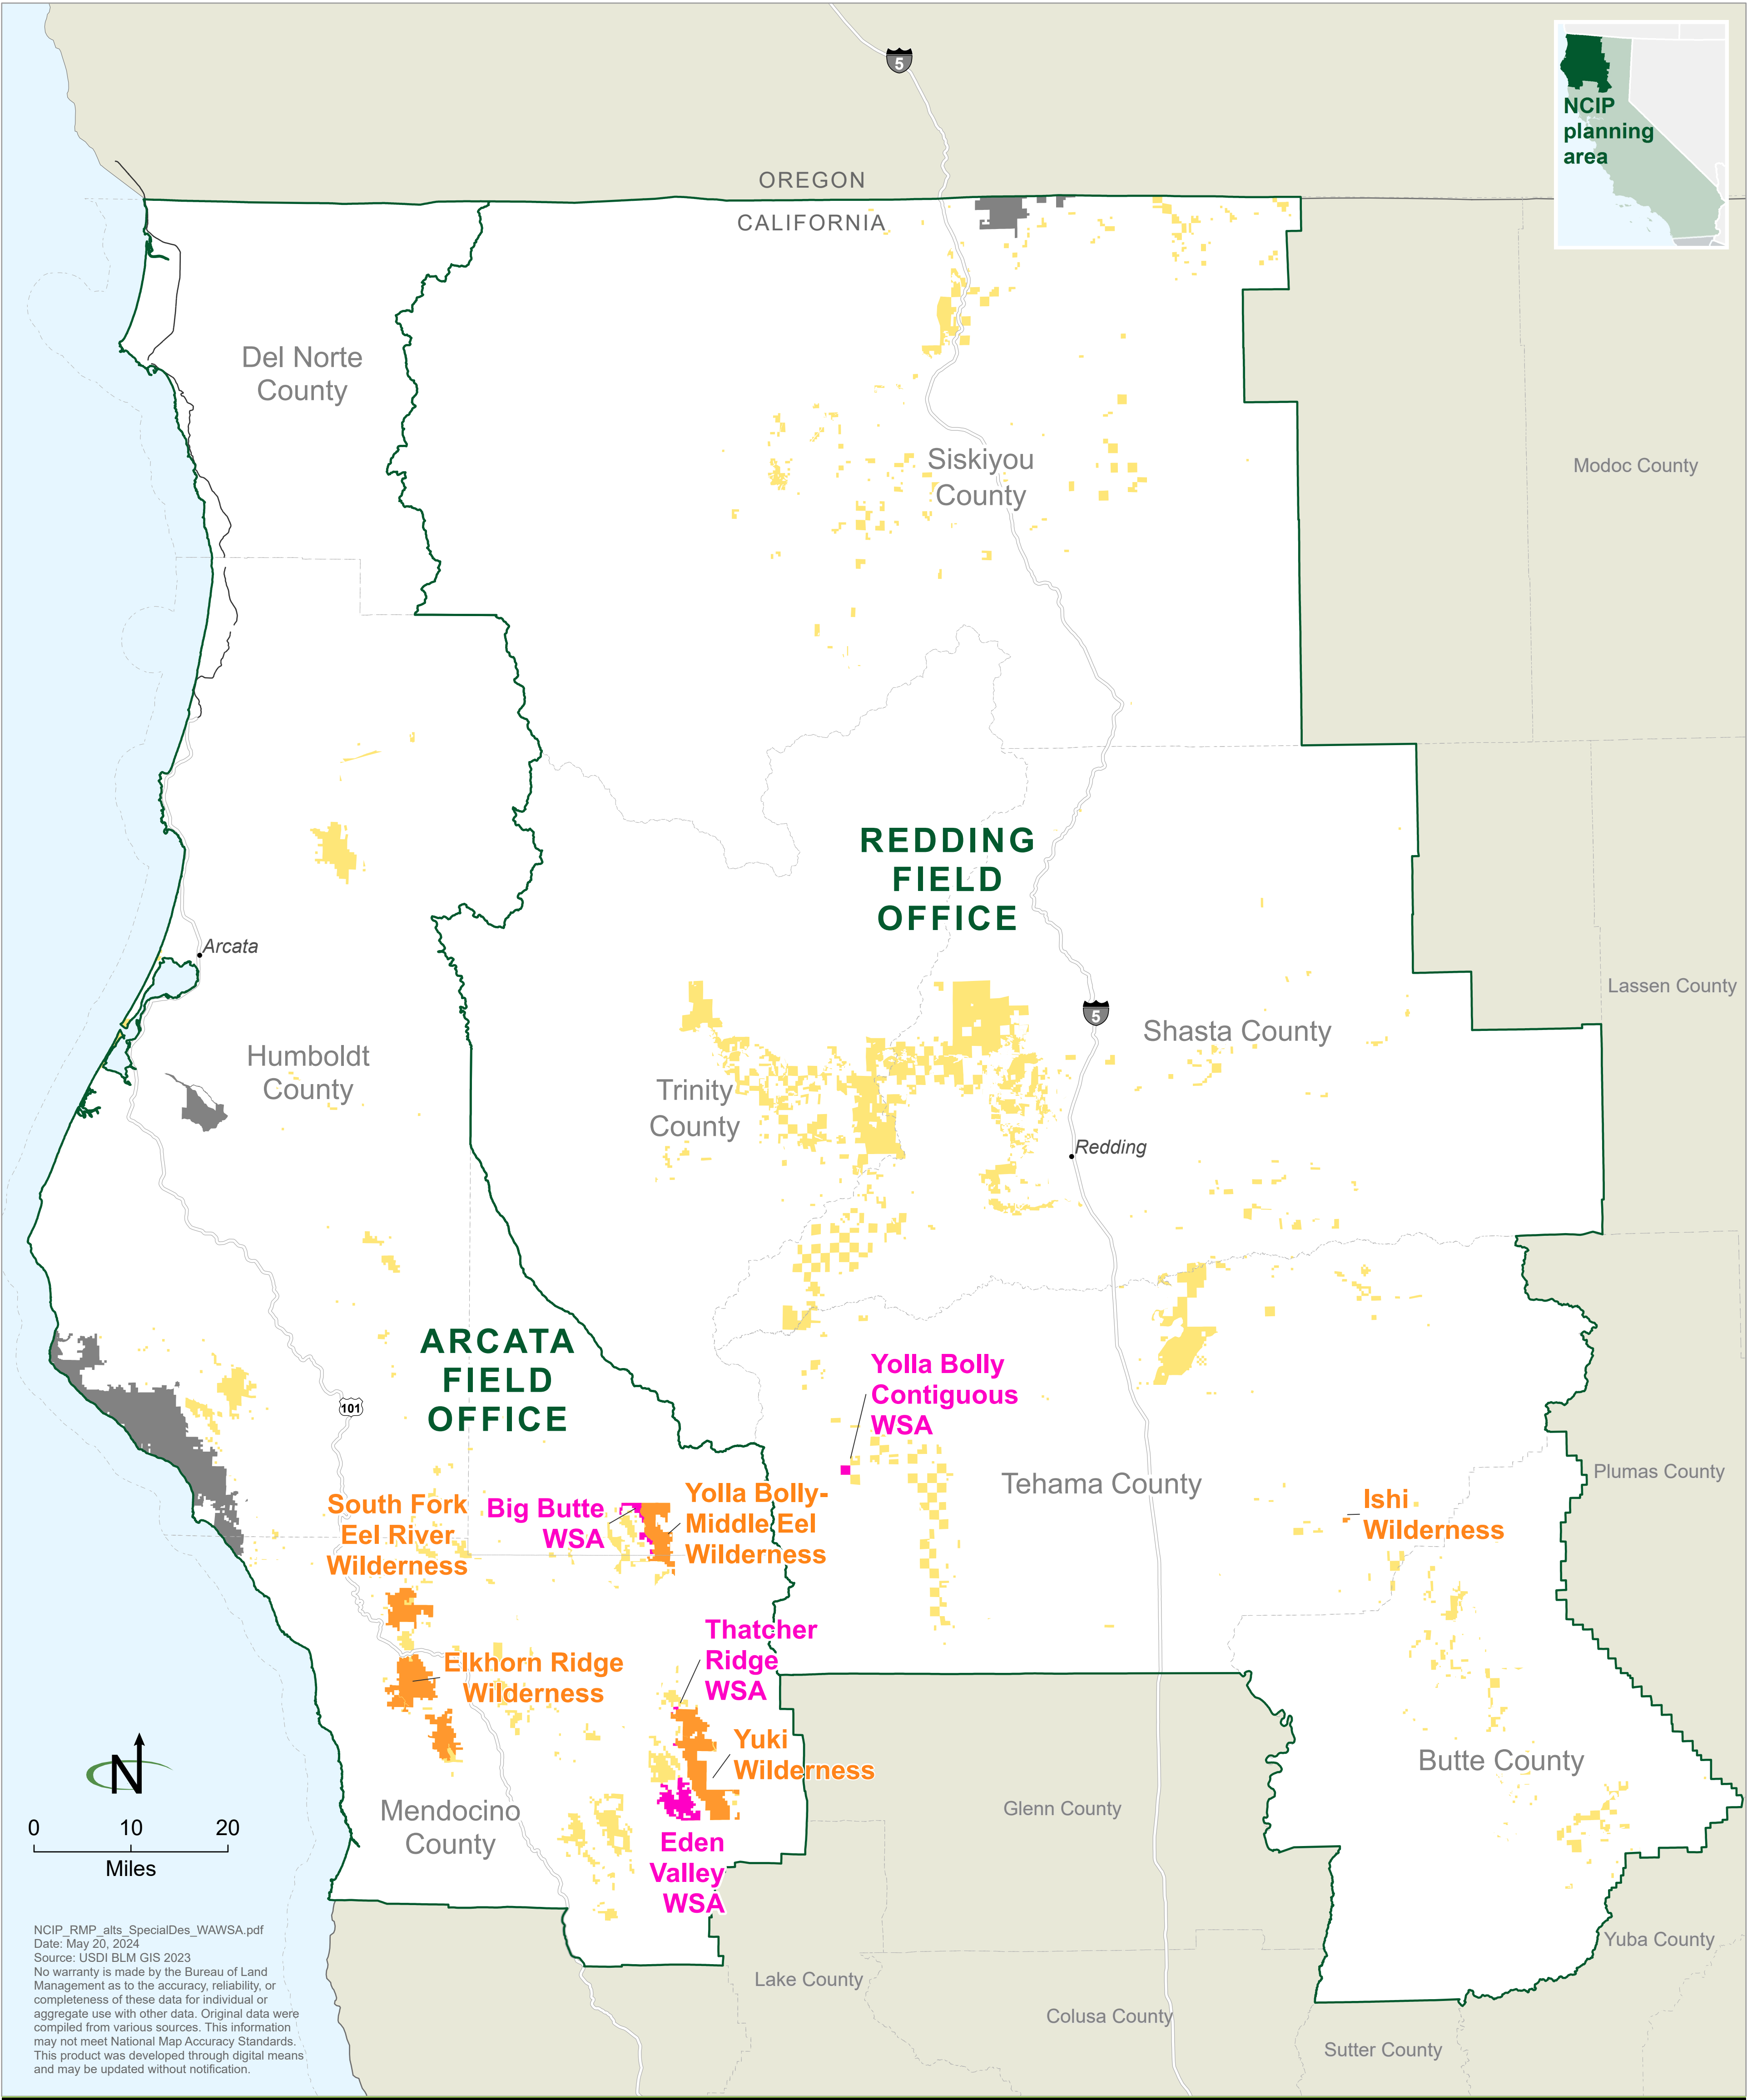 5
NCIP
planning
area
OREGON
CALIFORNIA
Del Norte
County
Siskiyou
County
Modoc County
REDDING
FIELD
OFFICE
Arcata
Lassen County
5
Shasta County
Humboldt
County
Trinity
County
Redding
ARCATA
FIELD
OFFICE
101
Yolla Bolly
Contiguous
WSA
Tehama County
Plumas County
South Fork
Eel River
Wilderness
Big Butte
WSA
Yolla Bolly-
Middle Eel
Wilderness
Ishi
Wilderness
Thatcher
Ridge
WSA
Elkhorn Ridge
Wilderness
Yuki
Wilderness
Butte County
N
Mendocino
County
Glenn County
0 10 20
Miles
Eden
Valley
WSA
NCIP_RMP_alts_SpecialDes_WAWSA.pdf
Date: May 20, 2024
Source: USDI BLM GIS 2023
No warranty is made by the Bureau of Land
Management as to the accuracy, reliability, or
completeness of these data for individual or
aggregate use with other data. Original data were
compiled from various sources. This information
may not meet National Map Accuracy Standards.
This product was developed through digital means
and may be updated without notification.
Yuba County
Lake County
Colusa County
Sutter County